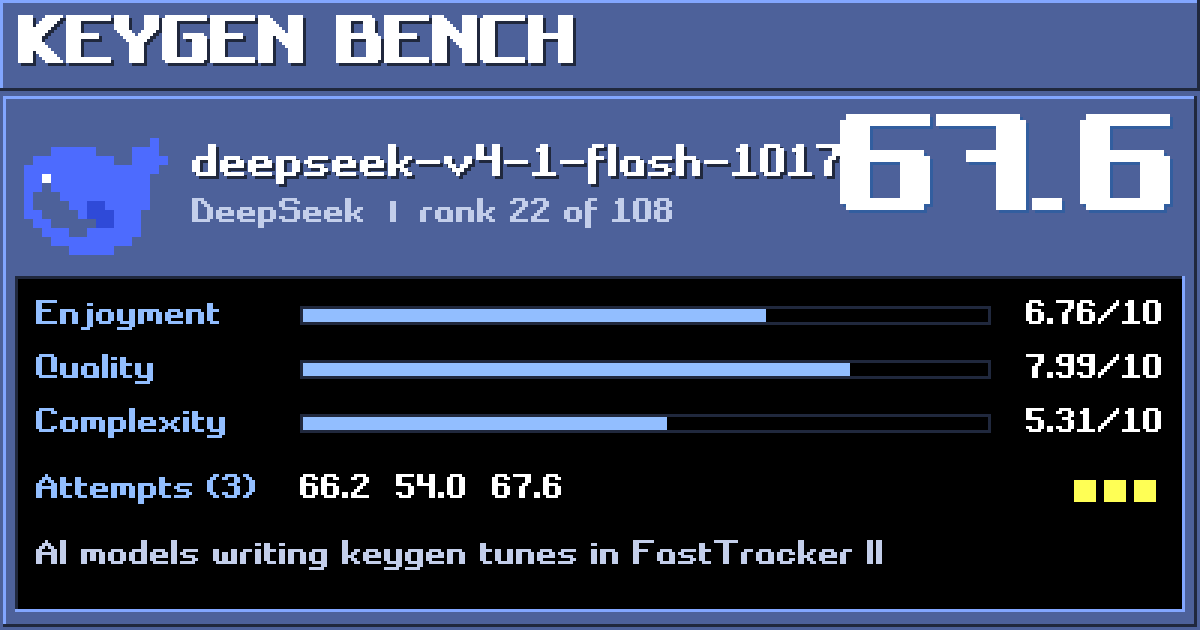 KEYGEN BENCH
deepseek-v4-1-flash-1017
67.6
DeepSeek | rank 22 of 108
Enjoyment 6.76/10
Quality 7.99/10
Complexity 5.31/10
Attempts (3) 66.2 54.0 67.6
AI models writing keygen tunes in FastTracker II